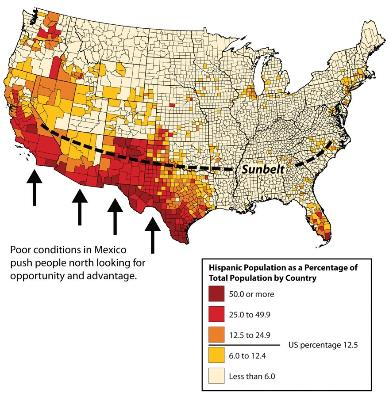 Sunbelt
Poor conditions in Mexico
push people north looking for
opportunity and advantage.
Hispanic Population as a Percentage of
Total Population by Country
50.0 or more
25.0 to 49.9
12.5 to 24.9
US percentage 12.5
6.0 to 12.4
Less than 6.0